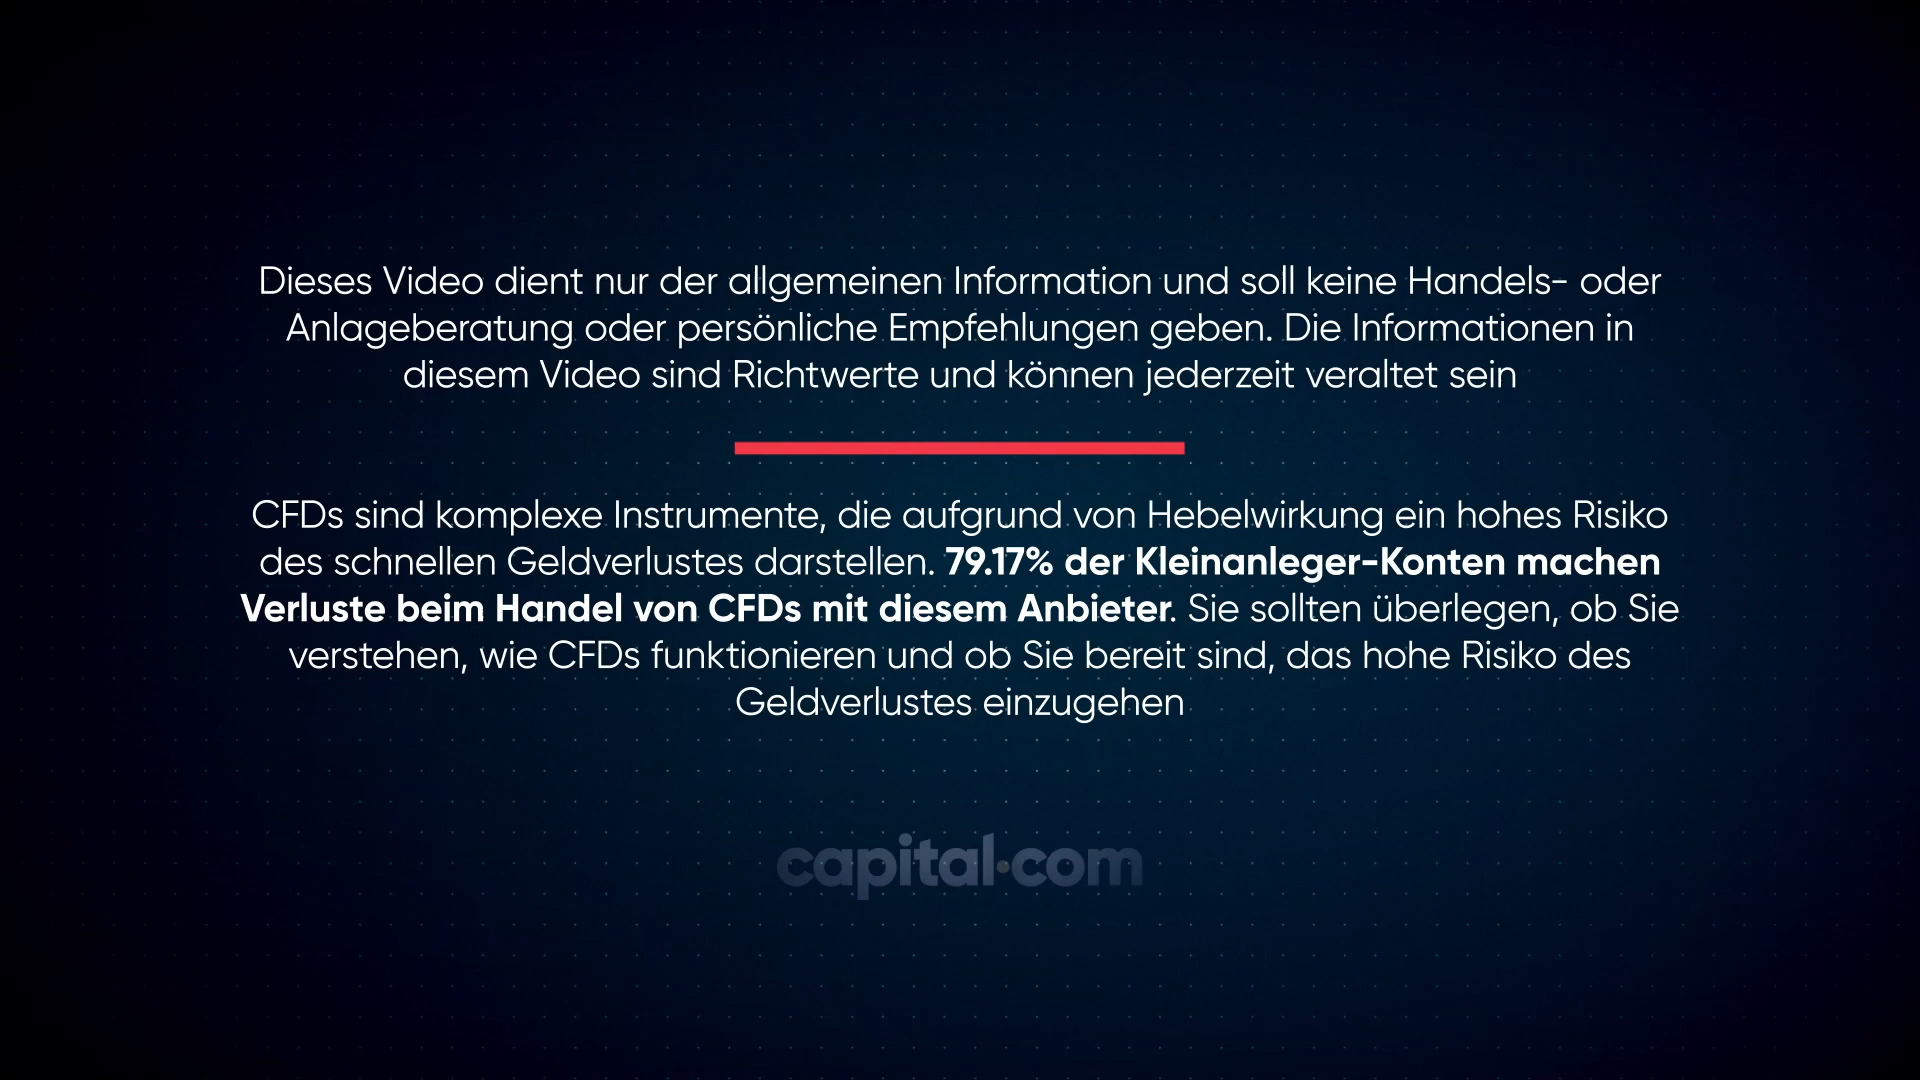 Dieses Video dient nur der allgemeinen Information und soll keine Handels- oder
Anlageberatung oder persönliche Empfehlungen geben. Die Informationen in
diesem Video sind Richtwerte und können jederzeit veraltet sein
CFDs sind komplexe Instrumente, die aufgrund von Hebelwirkung ein hohes Risiko
des schnellen Geldverlustes darstellen. 79.17% der Kleinanleger-Konten machen
Verluste beim Handel von CFDs mit diesem Anbieter. Sie sollten überlegen, ob Sie
verstehen, wie CFDs funktionieren und ob Sie bereit sind, das hohe Risiko des
Geldverlustes einzugehen
capital.com